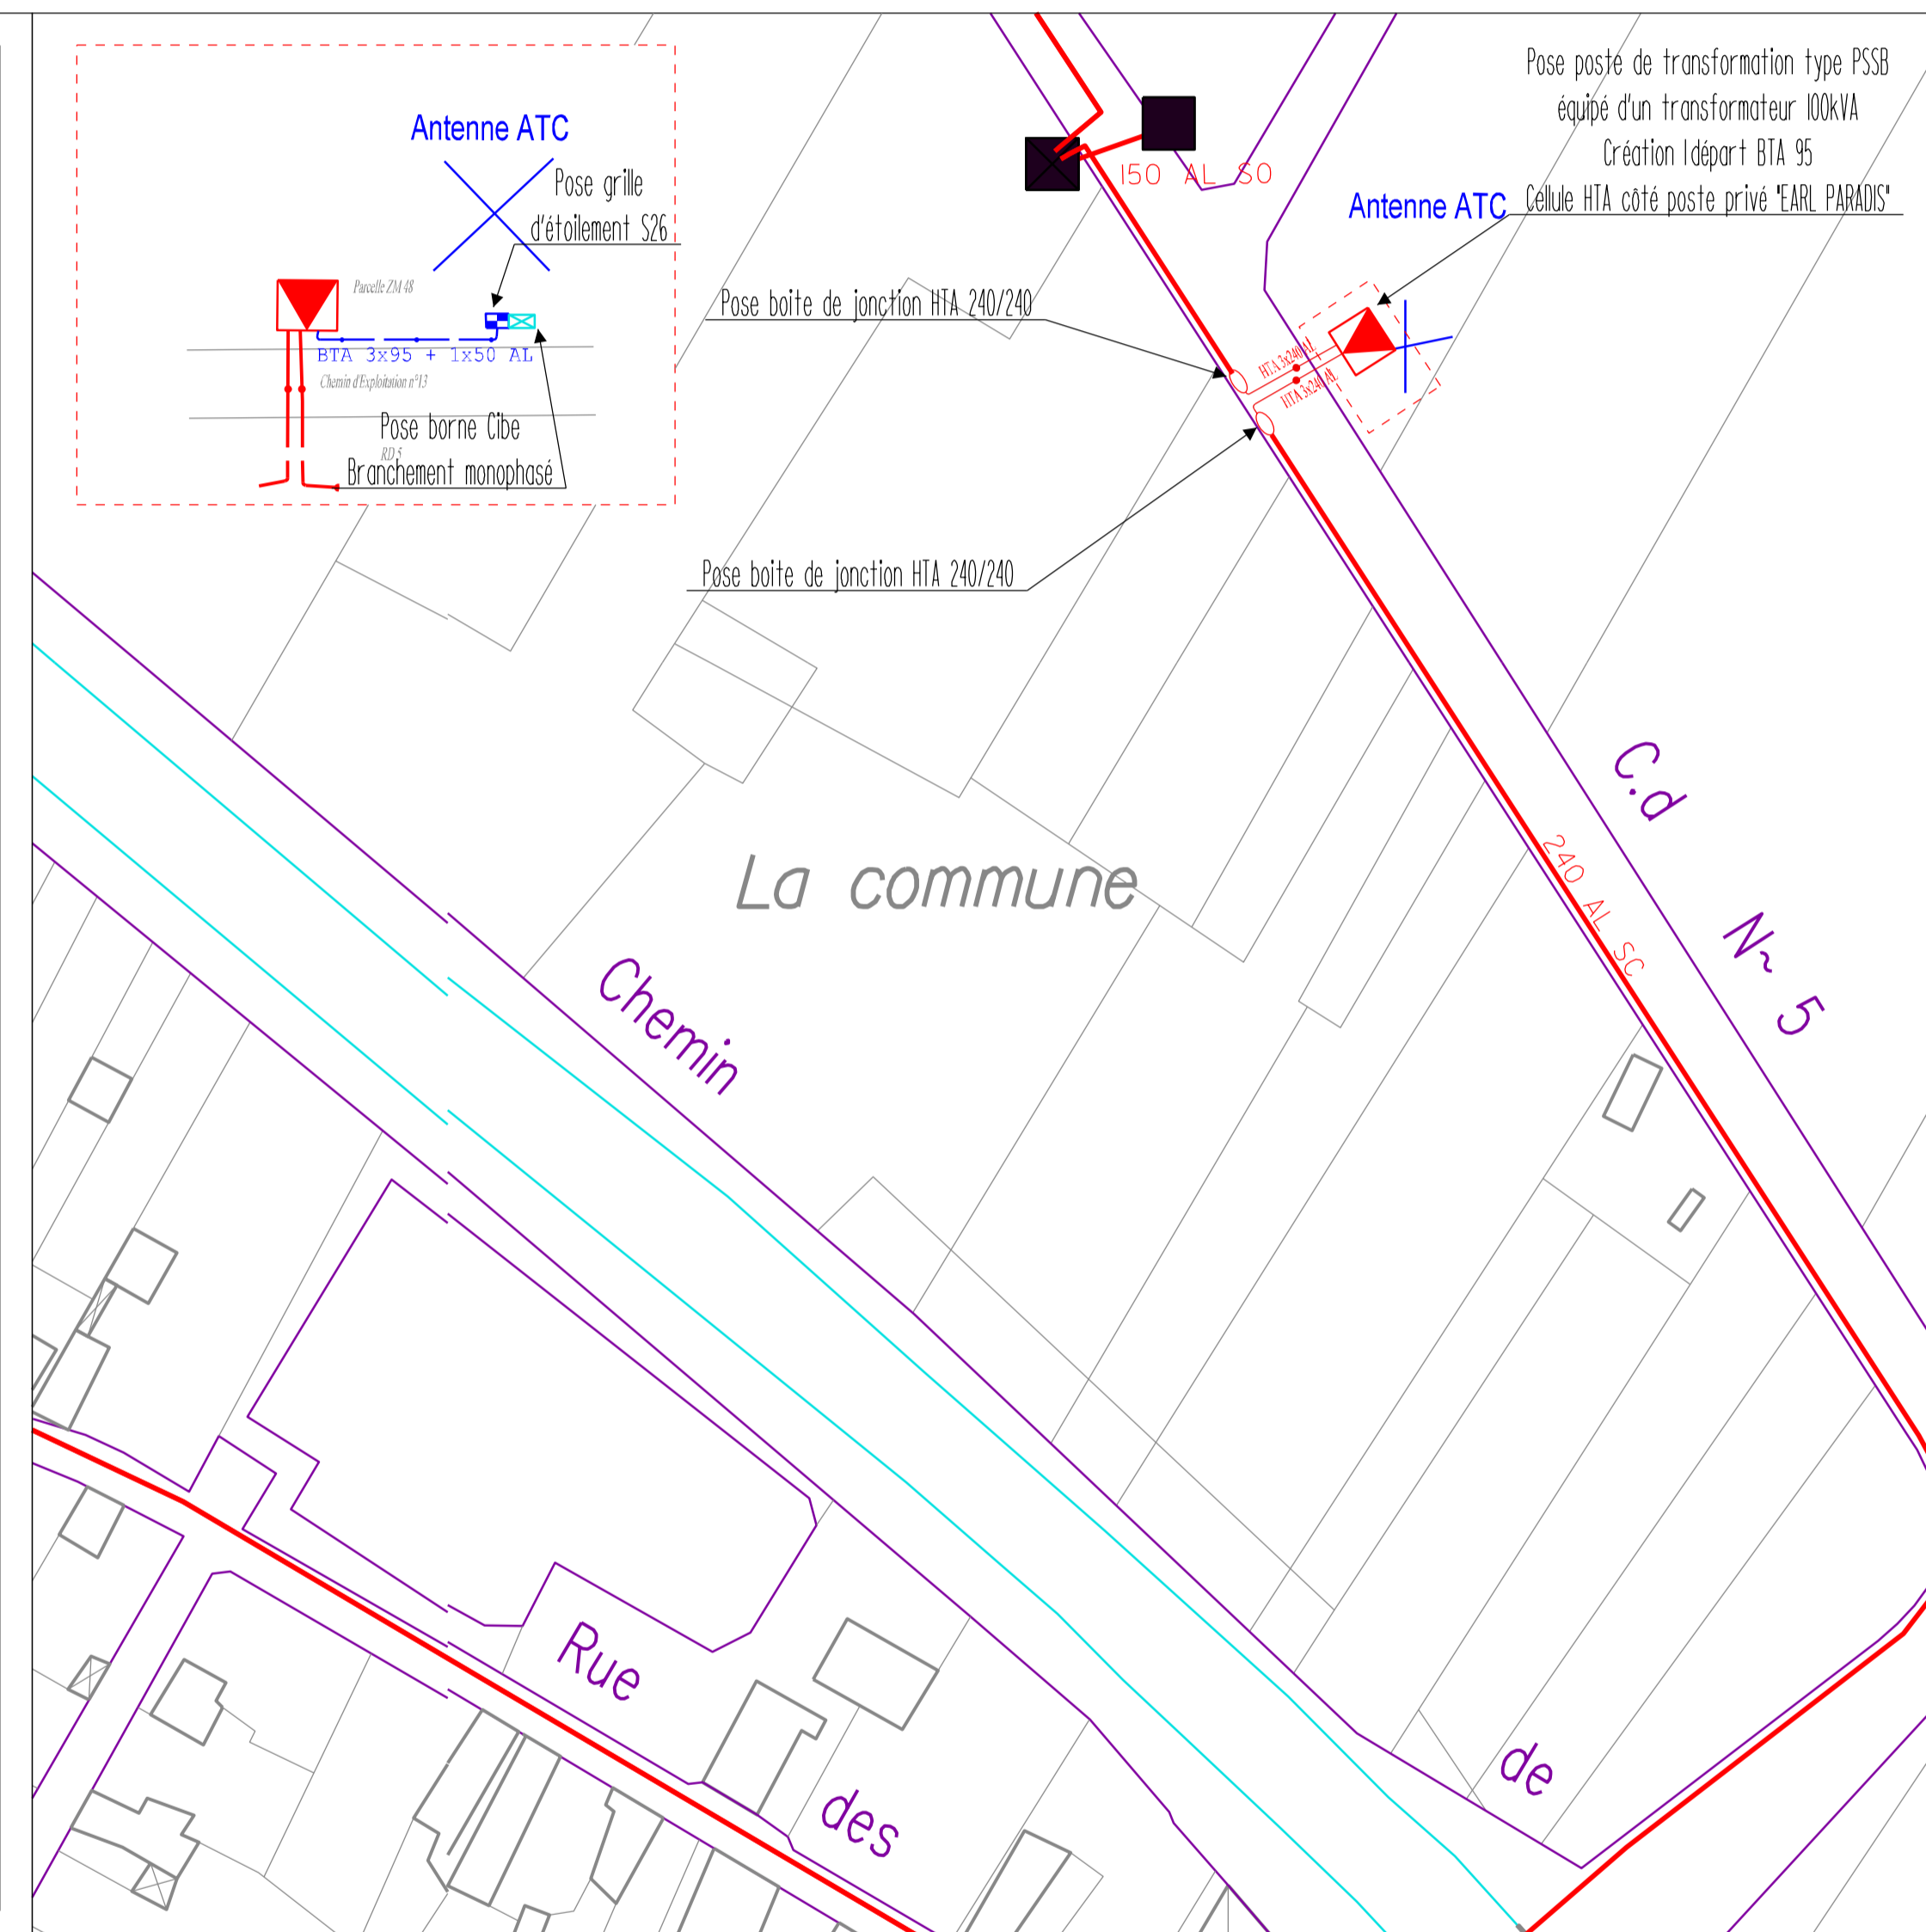 Antenne ATC
Pose grille
d'étoilement S26
Parcelle ZM 48
BTA 3x95 + 1x50 AL
Chemin d'Exploitation n°13
Pose borne Cibe
RD 5
Branchement monophasé
150 AL SO
Pose poste de transformation type PSSB
équipé d'un transformateur 100kVA
Création 1départ BTA 95
Cellule HTA côté poste privé "EARL PARADIS"
Antenne ATC
Pose boite de jonction HTA 240/240
HTA 3x240 AL
HTA 3x240 AL
Pose boite de jonction HTA 240/240
C.d N~ 5
240 AL SC
La commune
Chemin
de
Rue
des